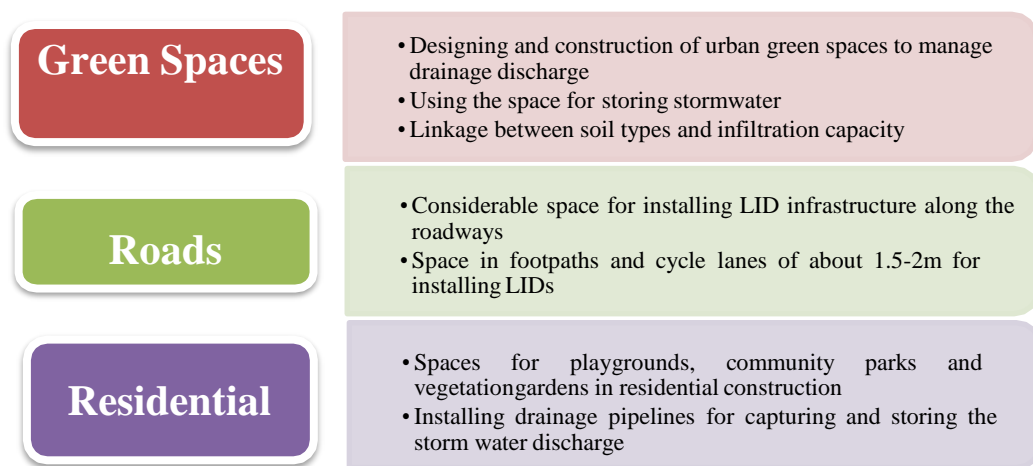 Green Spaces
• Designing and construction of urban green spaces to manage
drainage discharge
• Using the space for storing stormwater
• Linkage between soil types and infiltration capacity
Roads
• Considerable space for installing LID infrastructure along the
roadways
• Space in footpaths and cycle lanes of about 1.5-2m for
installing LIDs
Residential
• Spaces for playgrounds, community parks and
vegetationgardens in residential construction
• Installing drainage pipelines for capturing and storing the
storm water discharge